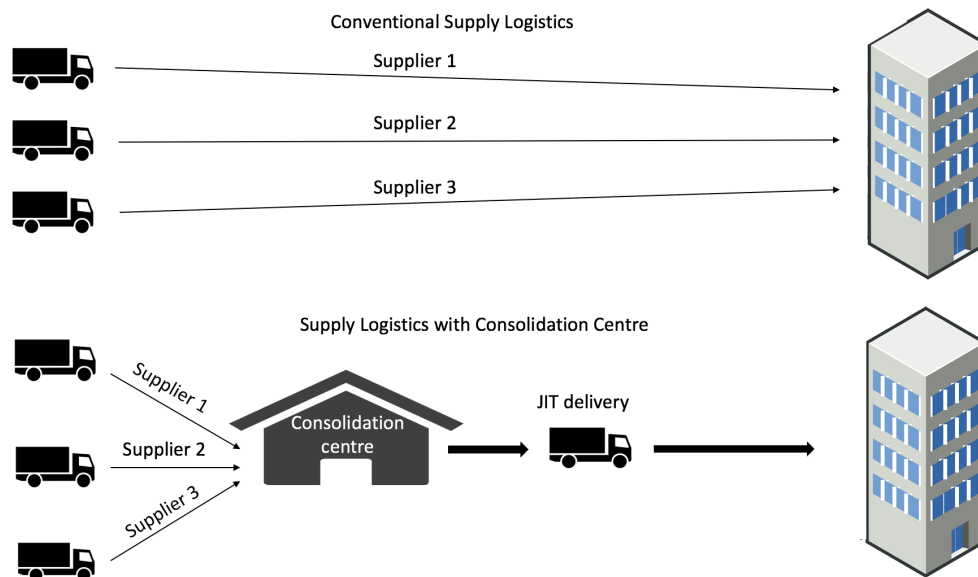 Conventional Supply Logistics
Supplier 1
Supplier 2
Supplier 3
Supply Logistics with Consolidation Centre
Supplier 1
Supplier 2
Supplier 3
Consolidation
centre
JIT delivery